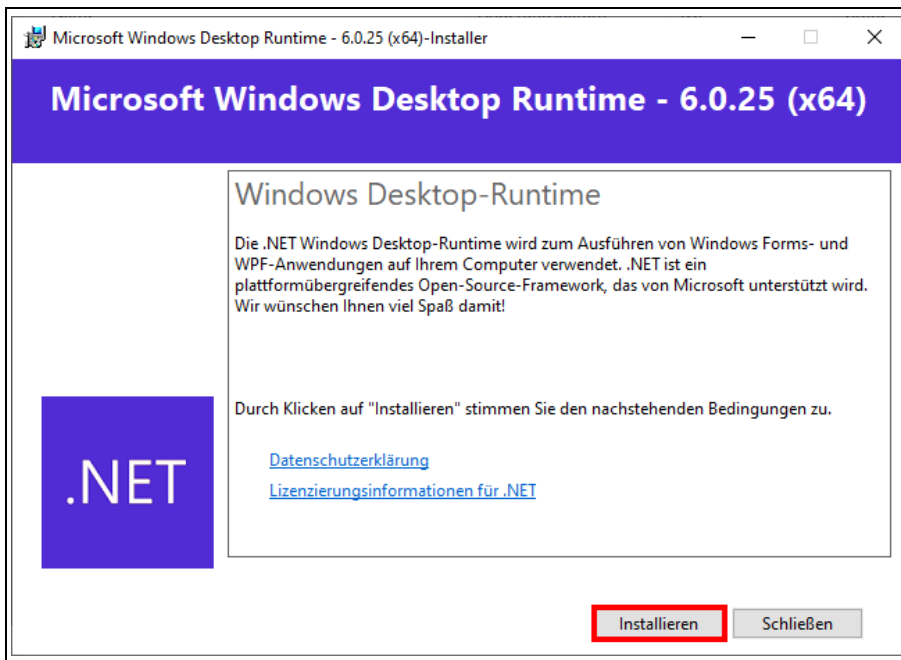 Microsoft Windows Desktop Runtime - 6.0.25 (x64)-Installer
Microsoft Windows Desktop Runtime - 6.0.25 (x64)
Windows Desktop-Runtime
Die .NET Windows Desktop-Runtime wird zum Ausführen von Windows Forms- und
WPF-Anwendungen auf Ihrem Computer verwendet. .NET ist ein
plattformübergreifendes Open-Source-Framework, das von Microsoft unterstützt wird.
Wir wünschen Ihnen viel Spaß damit!
Durch Klicken auf "Installieren" stimmen Sie den nachstehenden Bedingungen zu.
Datenschutzerklärung
Lizenzierungsinformationen für .NET
.NET
Installieren
Schließen